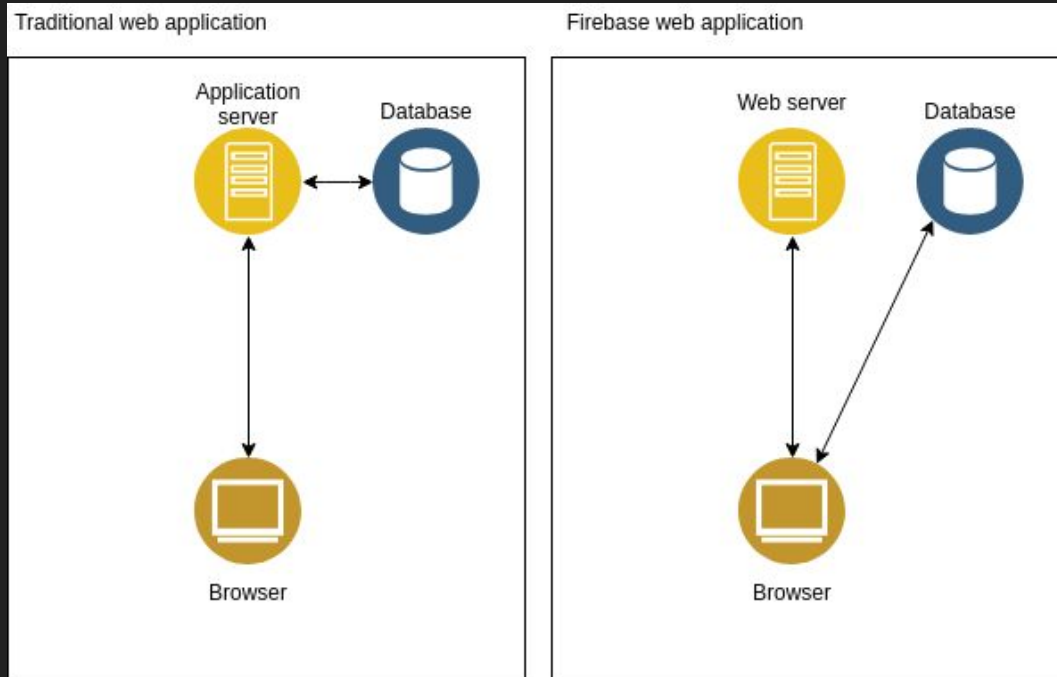 Traditional web application
Application
server
Database
Browser
Firebase web application
Web server
Database
Browser